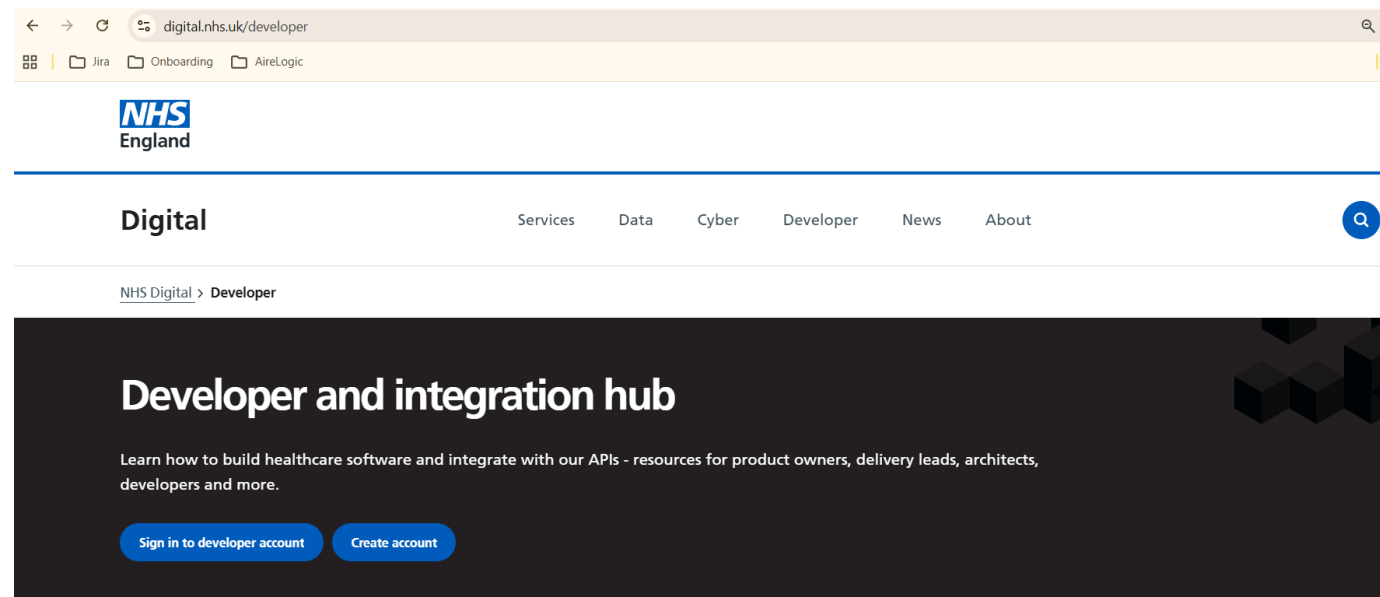 digital.nhs.uk/developer
Jira Onboarding AireLogic
NHS
England
Digital Services Data Cyber Developer News About
NHS Digital > Developer
Developer and integration hub
Learn how to build healthcare software and integrate with our APIs - resources for product owners, delivery leads, architects,
developers and more.
Sign in to developer account Create account